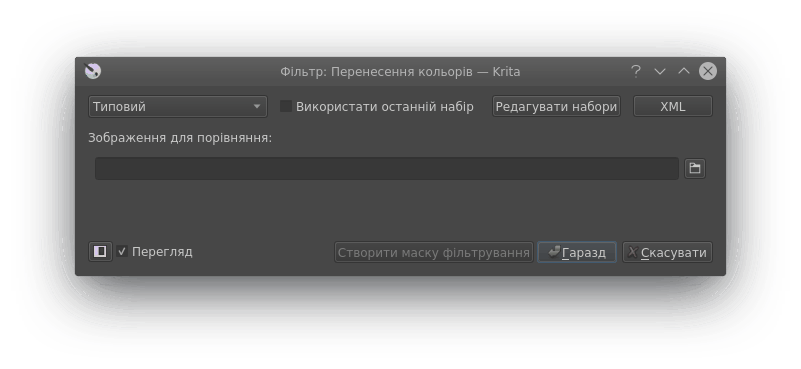 Фільтр: Перенесення кольорів — Krita
Типовий Використати останній набір Редагувати набори XML
Зображення для порівняння:
Перегляд Створити маску фільтрування Гаразд Скасувати